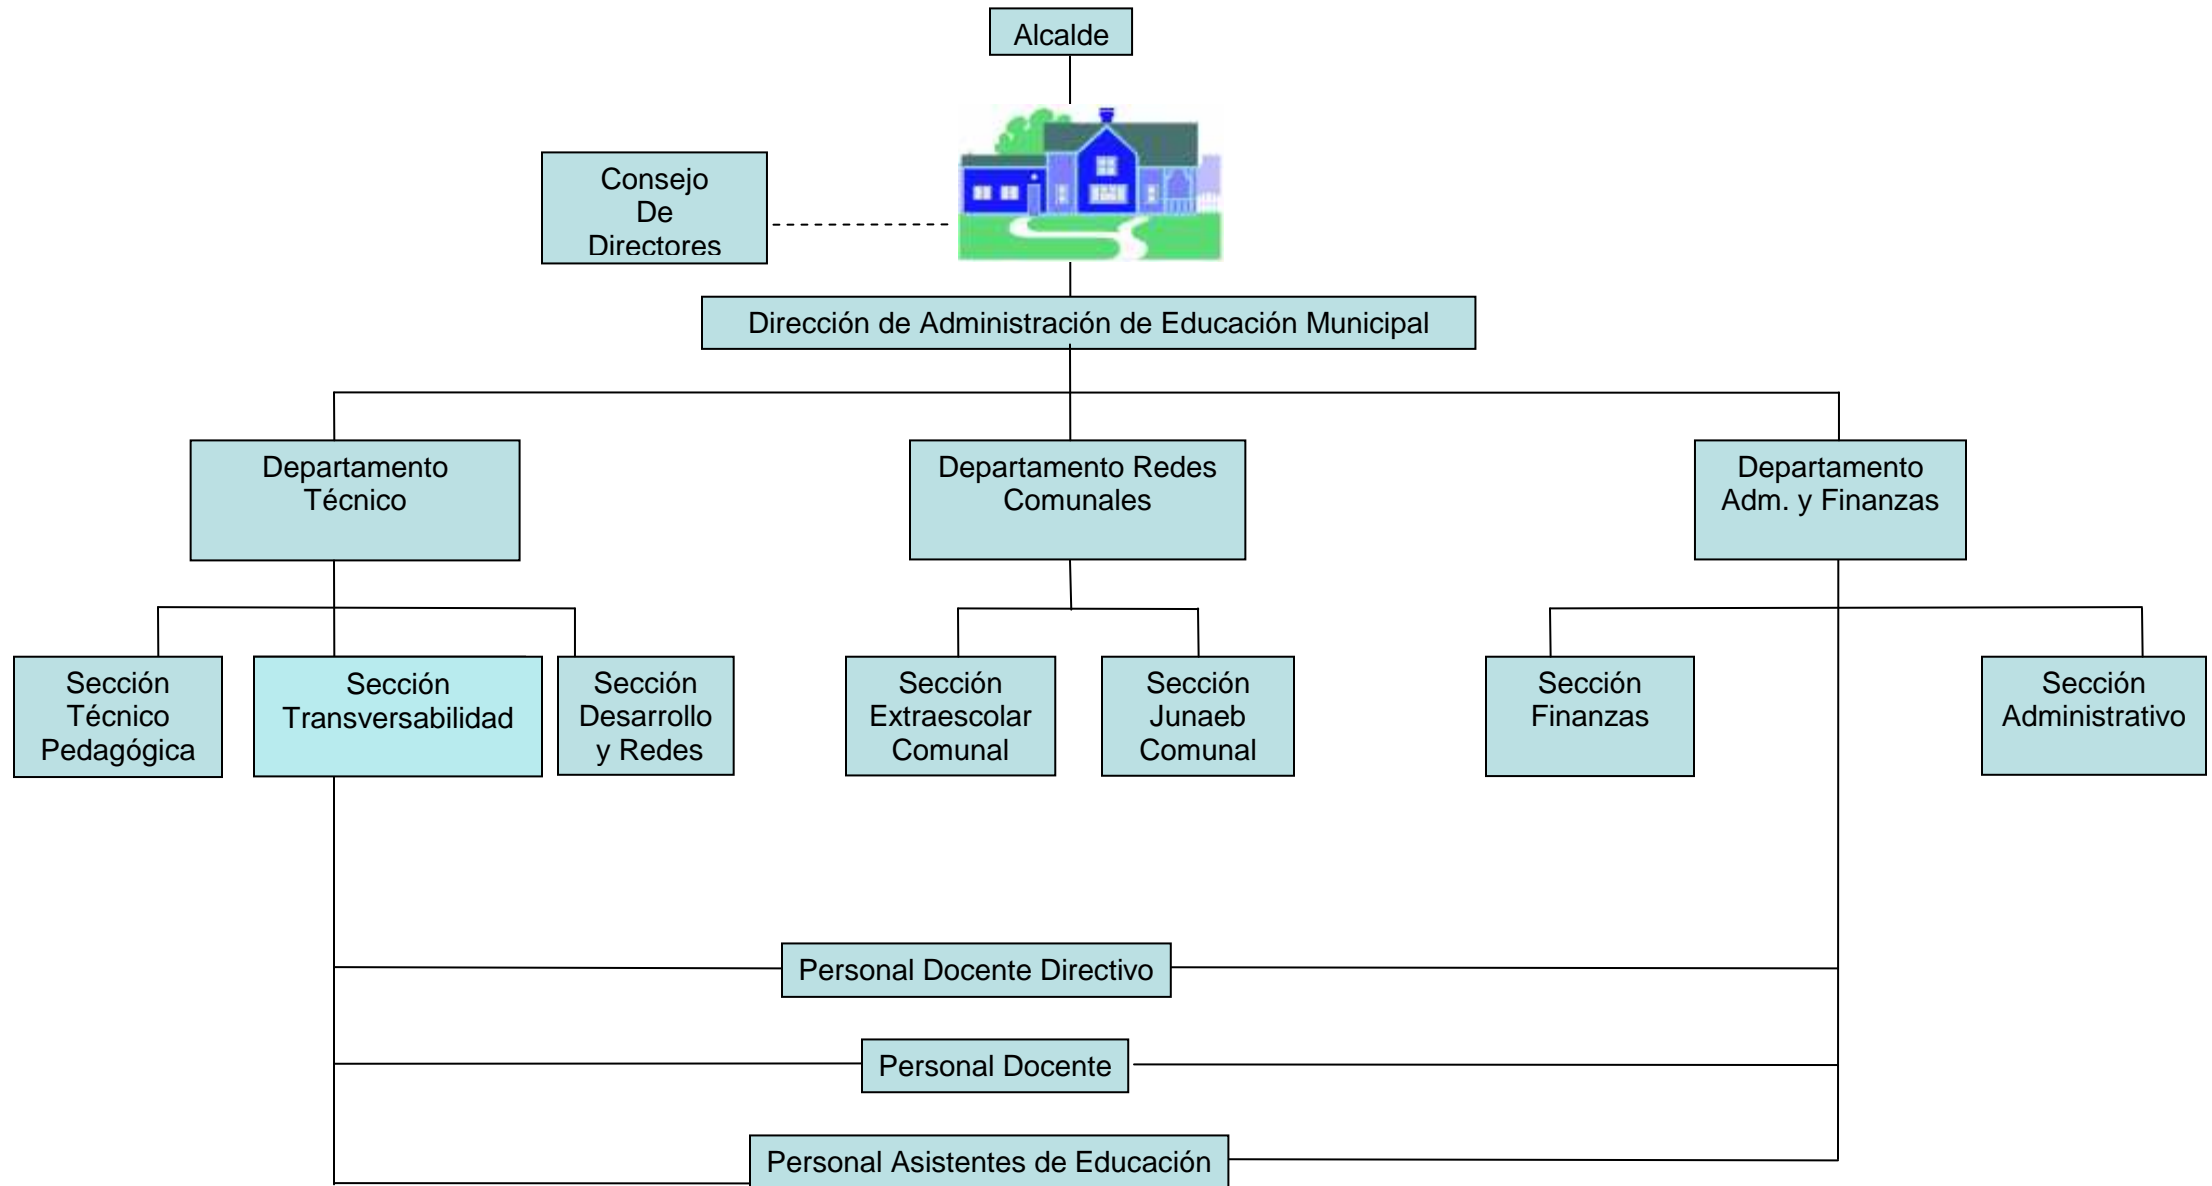 Alcalde
Consejo
De
Directores
Dirección de Administración de Educación Municipal
Departamento
Técnico
Departamento Redes
Comunales
Departamento
Adm. y Finanzas
Sección
Técnico
Pedagógica
Sección
Transversabilidad
Sección
Desarrollo
y Redes
Sección
Extraescolar
Comunal
Sección
Junaeb
Comunal
Sección
Finanzas
Sección
Administrativo
Personal Docente Directivo
Personal Docente
Personal Asistentes de Educación